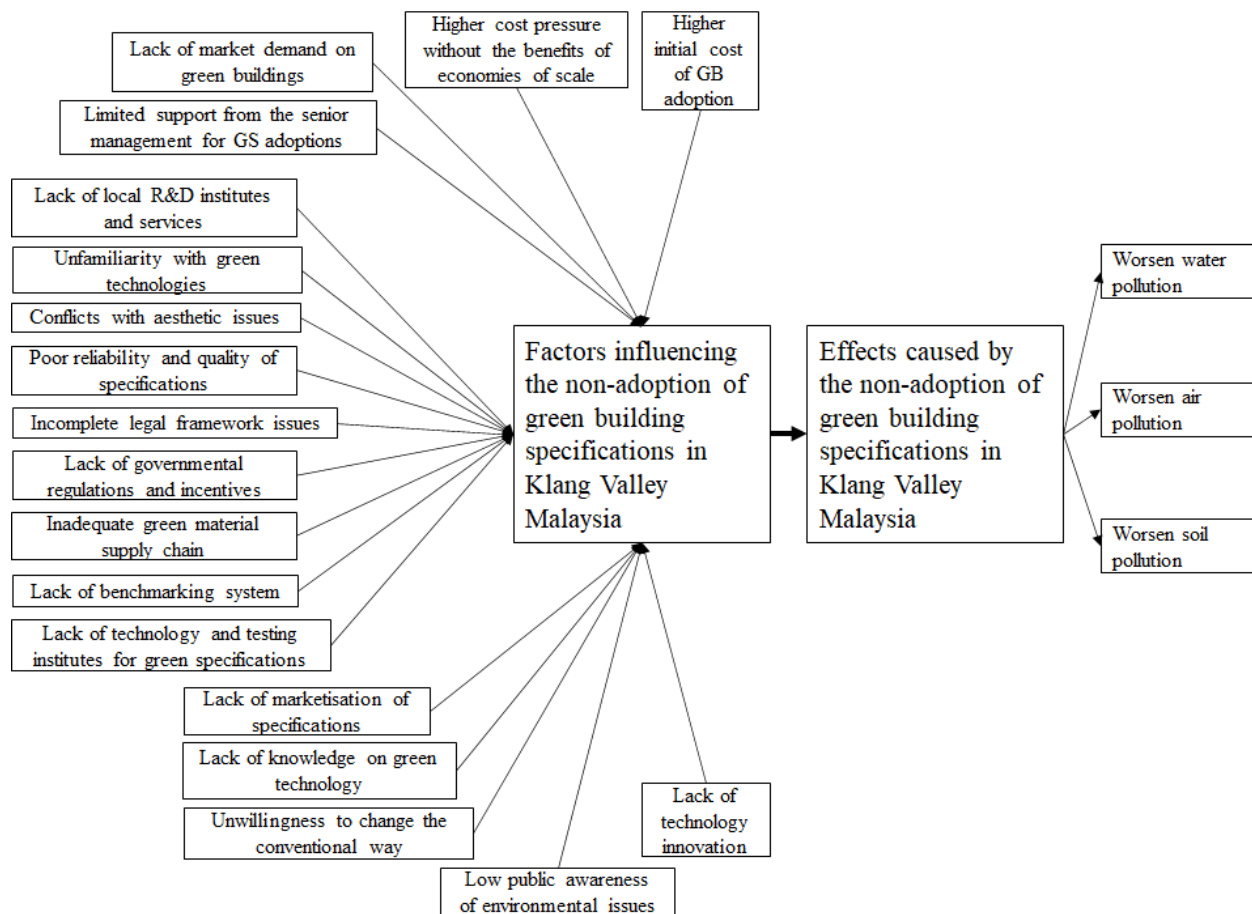 Lack of market demand on
green buildings
Higher cost pressure
without the benefits of
economies of scale
Higher
initial cost
of GB
adoption
Limited support from the senior
management for GS adoptions
Lack of local R&D institutes
and services
Unfamiliarity with green
technologies
Conflicts with aesthetic issues
Poor reliability and quality of
specifications
Incomplete legal framework issues
Lack of governmental
regulations and incentives
Inadequate green material
supply chain
Lack of benchmarking system
Lack of technology and testing
institutes for green specifications
Factors influencing
the non-adoption of
green building
specifications in
Klang Valley
Malaysia
Effects caused by
the non-adoption of
green building
specifications in
Klang Valley
Malaysia
Worsen water
pollution
Worsen air
pollution
Worsen soil
pollution
Lack of marketisation of
specifications
Lack of knowledge on green
technology
Unwillingness to change the
conventional way
Low public awareness
of environmental issues
Lack of
technology
innovation